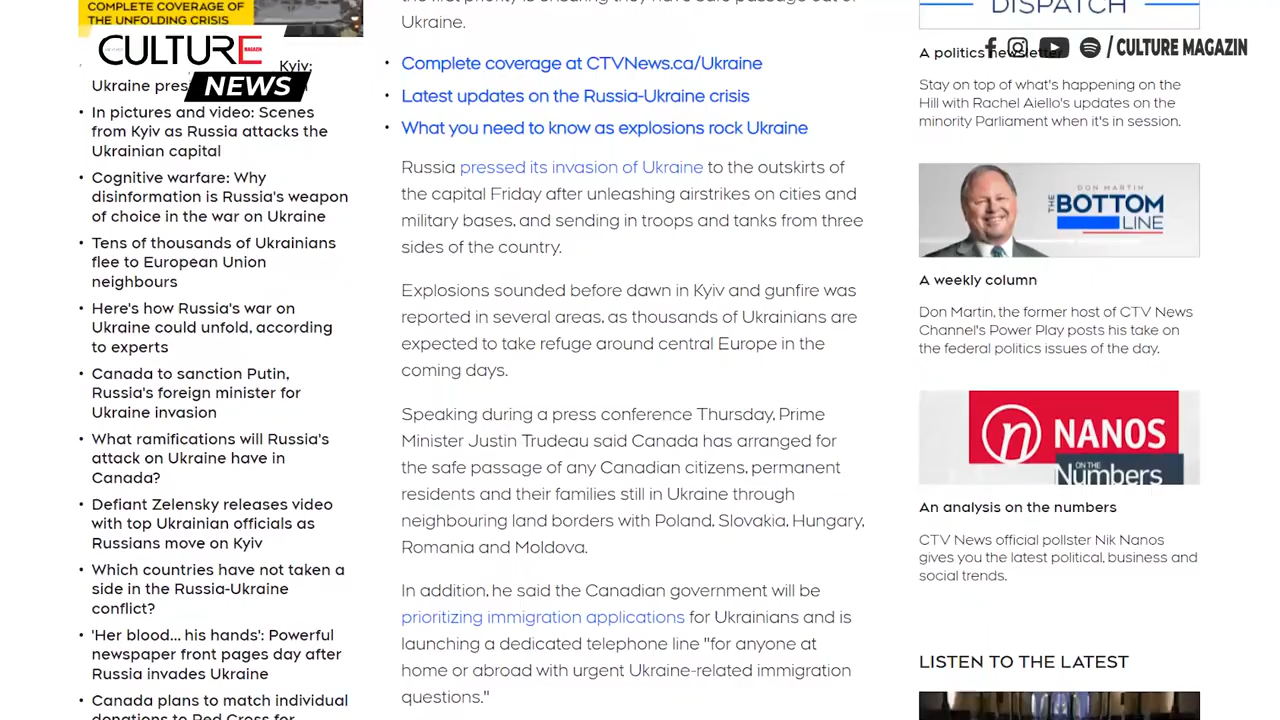 COMPLETE COVERAGE OF
THE UNFOLDING CRISIS
CULTURE
MAGAZIN
NEWS
Kyiv:
Ukraine
In pictures and video: Scenes
from Kyiv as Russia attacks the
Ukrainian capital
Cognitive warfare: Why
disinformation is Russia's weapon
of choice in the war on Ukraine
Tens of thousands of Ukrainians
flee to European Union
neighbours
Here's how Russia's war on
Ukraine could unfold, according
to experts
Canada to sanction Putin,
Russia's foreign minister for
Ukraine invasion
What ramifications will Russia's
attack on Ukraine have in
Canada?
Defiant Zelensky releases video
with top Ukrainian officials as
Russians move on Kyiv
Which countries have not taken a
side in the Russia-Ukraine
conflict?
'Her blood... his hands': Powerful
newspaper front pages day after
Russia invades Ukraine
Canada plans to match individual
donations to Red Cross for
the first priority is ensuring they have safe passage out of
Ukraine.
Complete coverage at CTVNews.ca/Ukraine
Latest updates on the Russia-Ukraine crisis
What you need to know as explosions rock Ukraine
Russia pressed its invasion of Ukraine to the outskirts of
the capital Friday after unleashing airstrikes on cities and
military bases, and sending in troops and tanks from three
sides of the country.
Explosions sounded before dawn in Kyiv and gunfire was
reported in several areas, as thousands of Ukrainians are
expected to take refuge around central Europe in the
coming days.
Speaking during a press conference Thursday, Prime
Minister Justin Trudeau said Canada has arranged for
the safe passage of any Canadian citizens, permanent
residents and their families still in Ukraine through
neighbouring land borders with Poland, Slovakia, Hungary,
Romania and Moldova.
In addition, he said the Canadian government will be
prioritizing immigration applications for Ukrainians and is
launching a dedicated telephone line "for anyone at
home or abroad with urgent Ukraine-related immigration
questions."
DISPATCH
/ CULTURE MAGAZIN
A politics newsletter
Stay on top of what's happening on the
Hill with Rachel Aiello's updates on the
minority Parliament when it's in session.
DON MARTIN
THE BOTTOM
LINE
A weekly column
Don Martin, the former host of CTV News
Channel's Power Play posts his take on
the federal politics issues of the day.
n NANOS
ON THE
Numbers
An analysis on the numbers
CTV News official pollster Nik Nanos
gives you the latest political, business and
social trends.
LISTEN TO THE LATEST